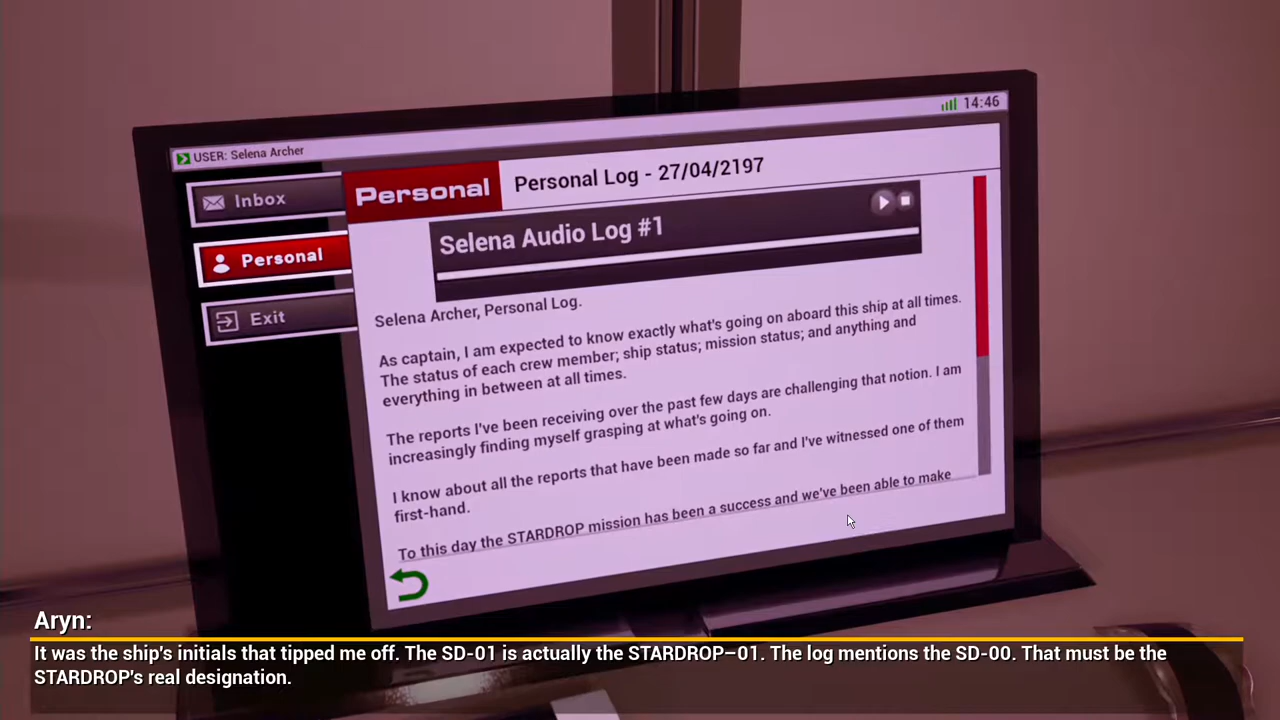 14:46
USER: Selena Archer
Inbox
Personal
Exit
Personal
Personal Log - 27/04/2197
Selena Audio Log #1
Selena Archer, Personal Log.
As captain, I am expected to know exactly what's going on aboard this ship at all times.
The status of each crew member; ship status; mission status; and anything and
everything in between at all times.
The reports I've been receiving over the past few days are challenging that notion. I am
increasingly finding myself grasping at what's going on.
I know about all the reports that have been made so far and I've witnessed one of them
first-hand.
To this day the STARDROP mission has been a success and we've been able to make
Aryn:
It was the ship's initials that tipped me off. The SD-01 is actually the STARDROP–01. The log mentions the SD-00. That must be the
STARDROP's real designation.